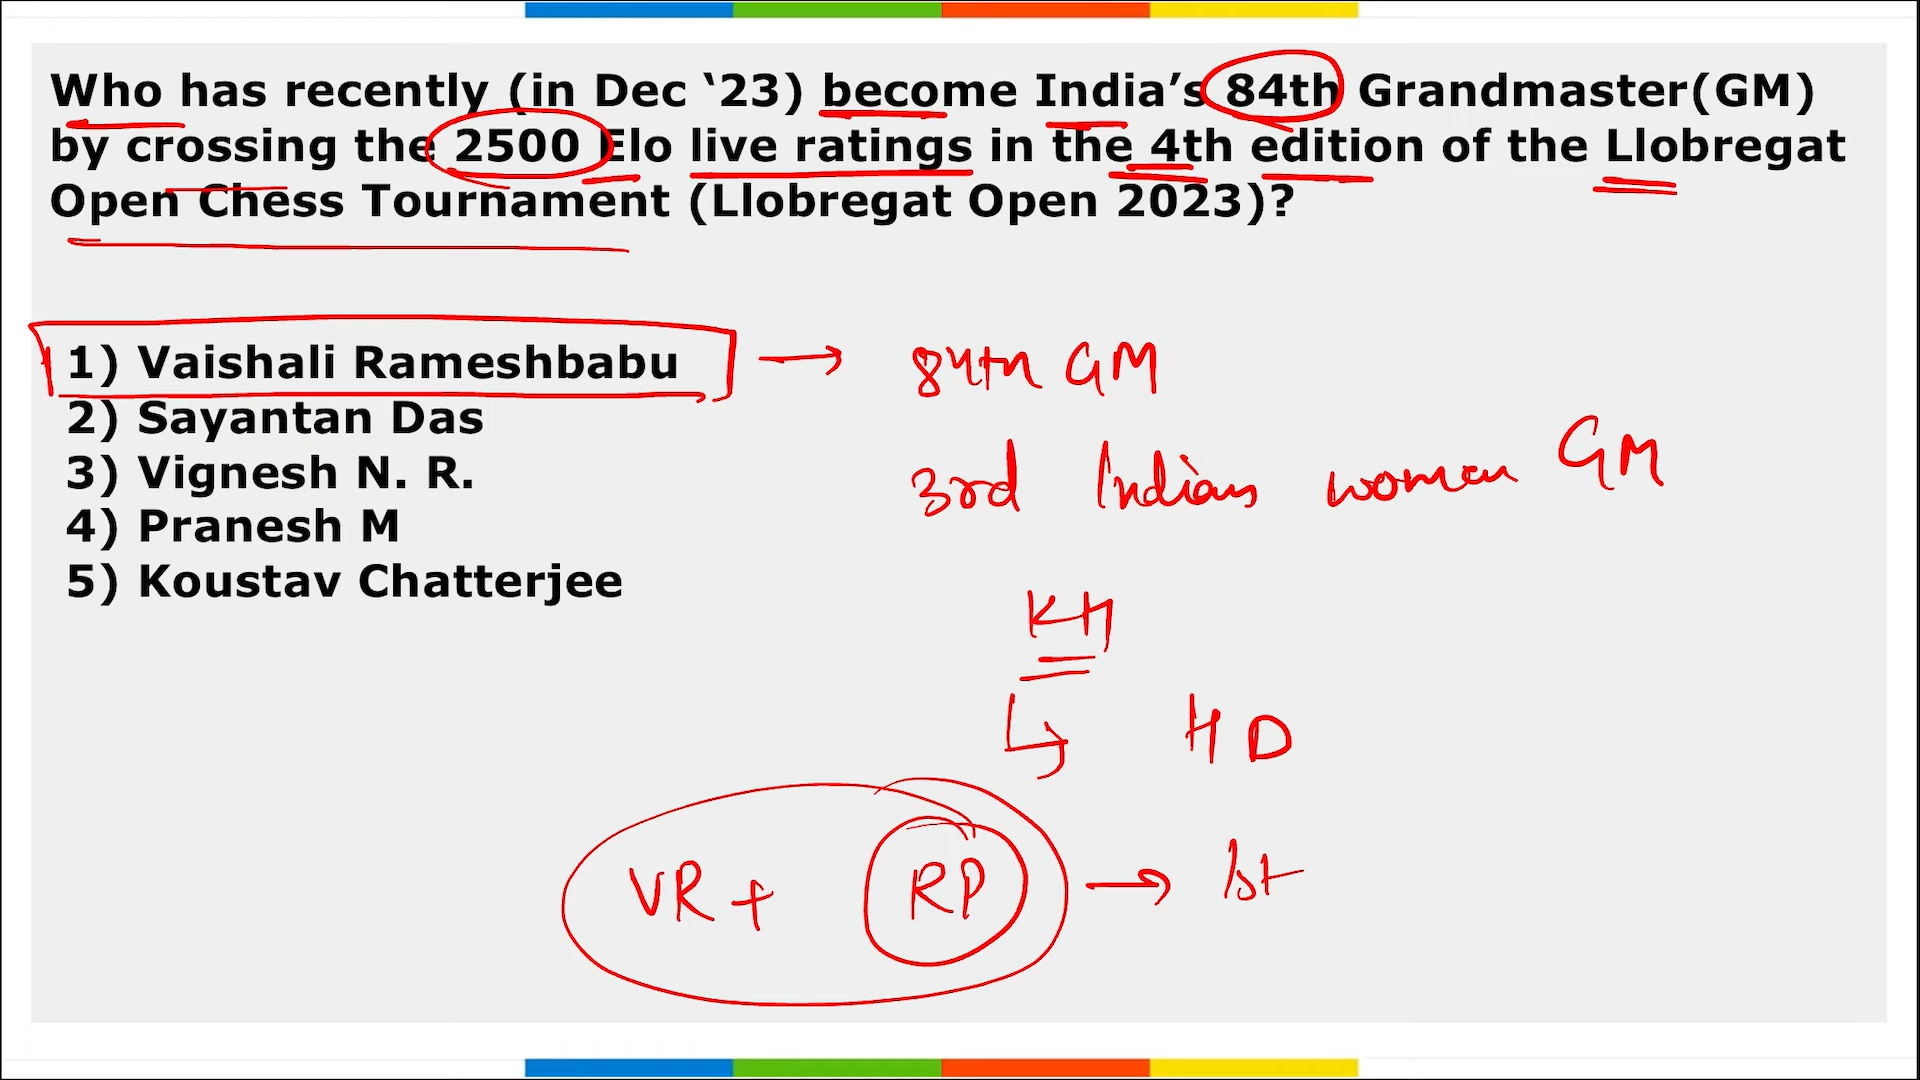 Who has recently (in Dec ‘23) become India’s 84th Grandmaster(GM)
by crossing the 2500 Elo live ratings in the 4th edition of the Llobregat
Open Chess Tournament (Llobregat Open 2023)?
1) Vaishali Rameshbabu
84th GM
2) Sayantan Das
3) Vignesh N. R.
3rd Indian women GM
4) Pranesh M
5) Koustav Chatterjee
KH
HD
VR + RP → 1st